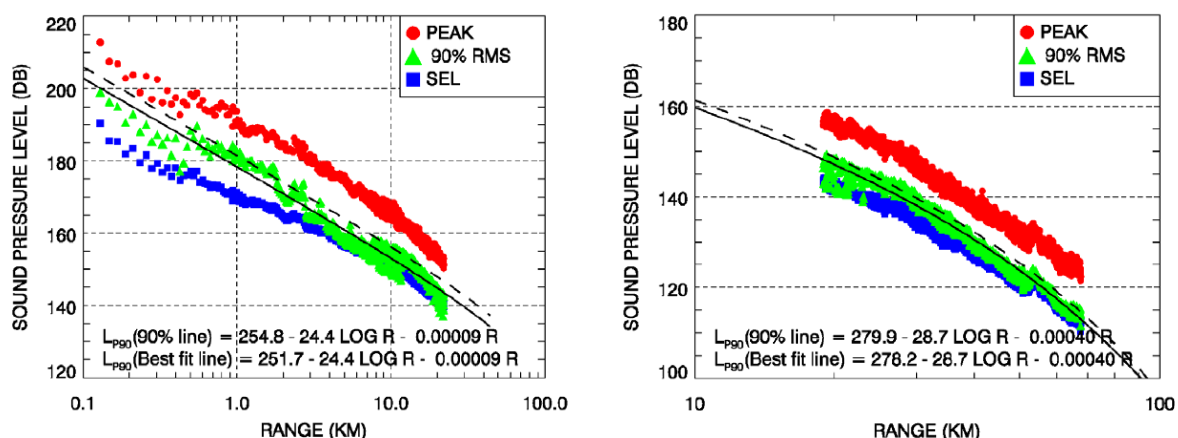 220
200
180
160
140
120
SOUND PRESSURE LEVEL (DB)
PEAK
90% RMS
SEL
L_P90(90% line) = 254.8 - 24.4 LOG R - 0.00009 R
L_P90(Best fit line) = 251.7 - 24.4 LOG R - 0.00009 R
0.1 1.0 10.0 100.0
RANGE (KM)
180
160
140
120
100
SOUND PRESSURE LEVEL (DB)
PEAK
90% RMS
SEL
L_P90(90% line) = 279.9 - 28.7 LOG R - 0.00040 R
L_P90(Best fit line) = 278.2 - 28.7 LOG R - 0.00040 R
10 100
RANGE (KM)